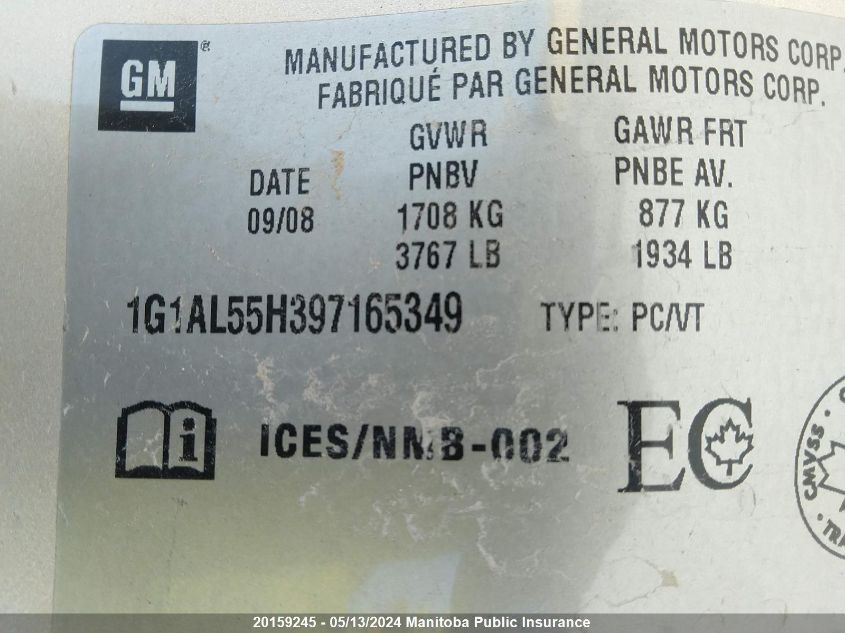 GM ®
MANUFACTURED BY GENERAL MOTORS CORP.
FABRIQUÉ PAR GENERAL MOTORS CORP.
GVWR GAWR FRT
DATE PNBV PNBE AV.
09/08 1708 KG 877 KG
3767 LB 1934 LB
1G1AL55H397165349 TYPE: PC/VT
i ICES/NMB-002 EC
CMVSS
20159245 - 05/13/2024 Manitoba Public Insurance